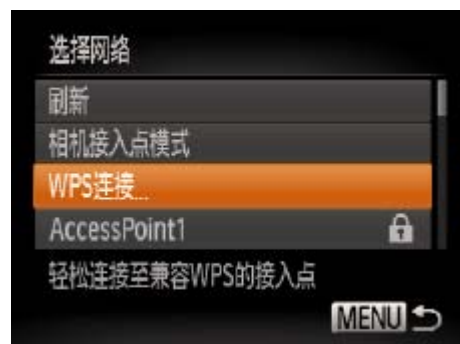 选择网络
刷新
相机接入点模式
WPS连接...
AccessPoint1
轻松连接至兼容WPS的接入点
MENU